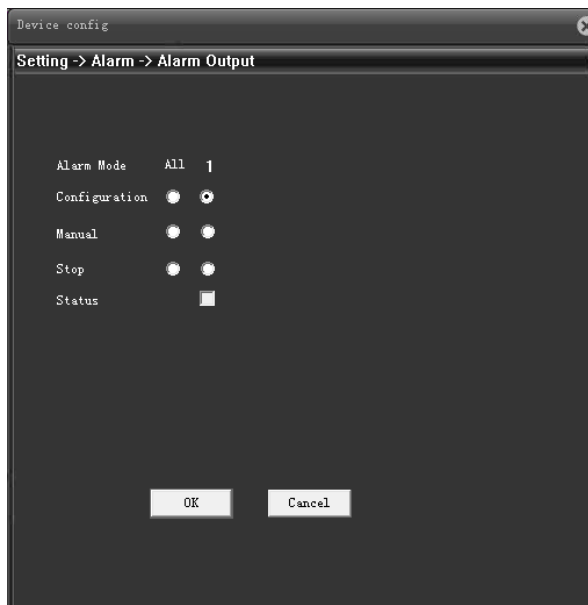 Device config
Setting -> Alarm -> Alarm Output
Alarm Mode All 1
Configuration
Manual
Stop
Status
OK Cancel